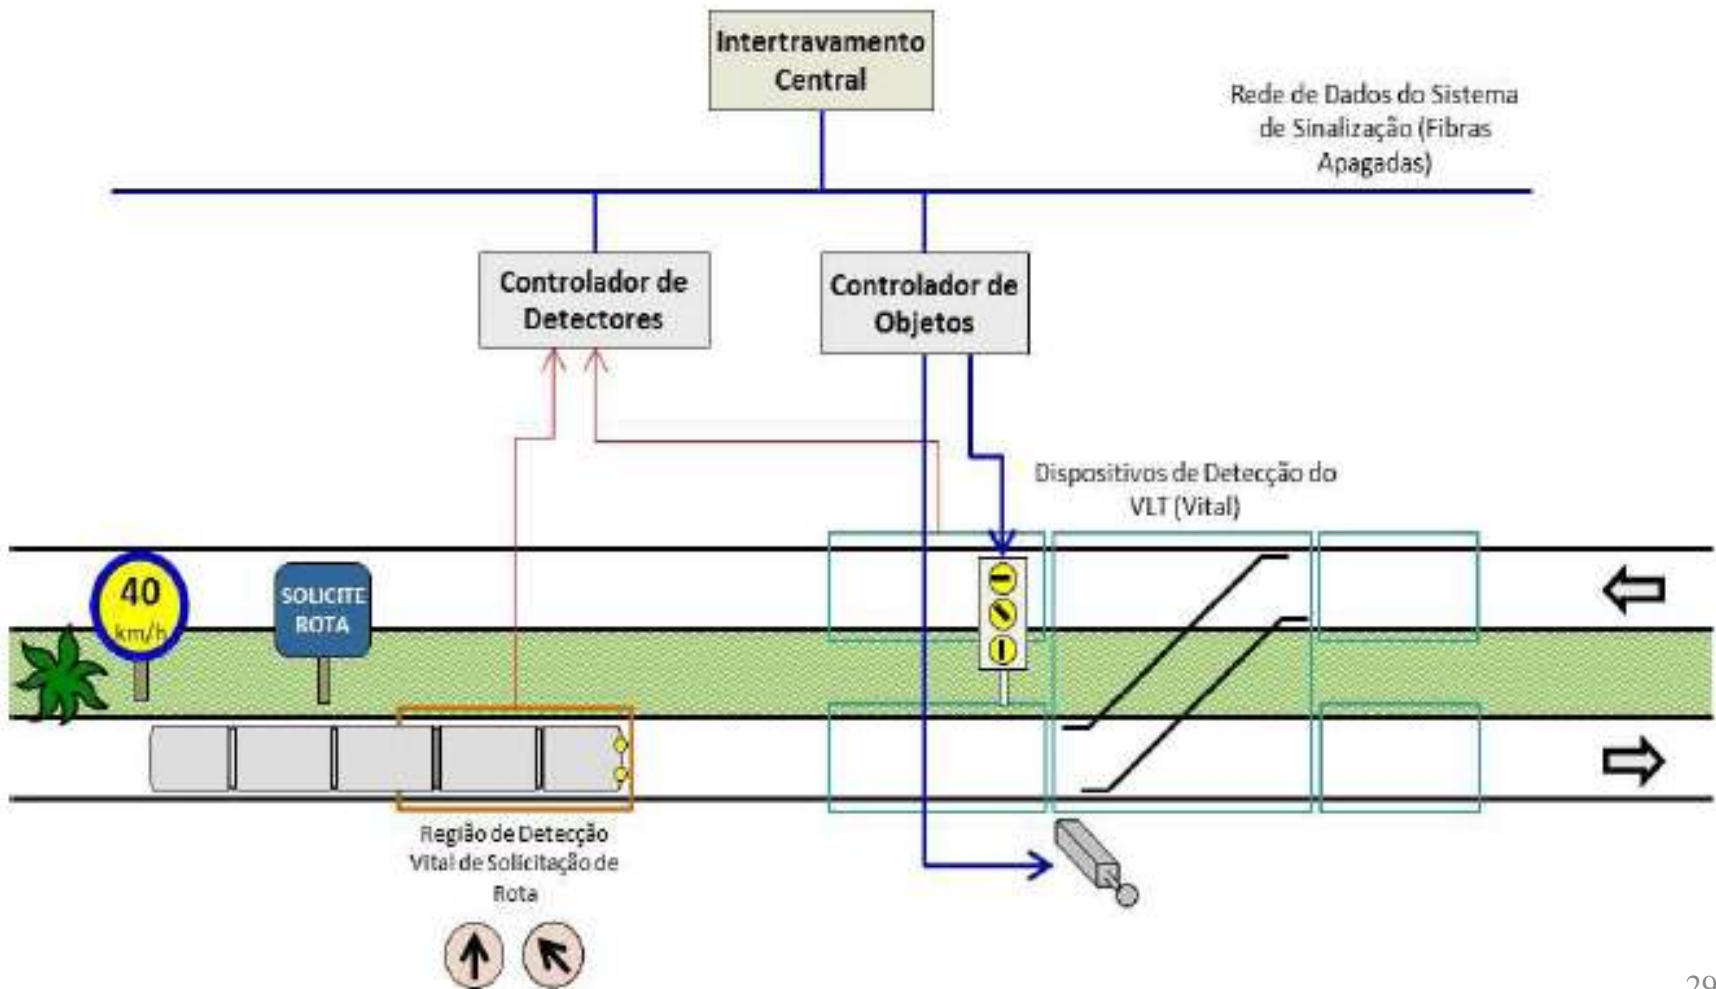 Intertravamento
Central
Rede de Dados do Sistema
de Sinalização (Fibras
Apagadas)
Controlador de
Detectores
Controlador de
Objetos
Dispositivos de Detecção do
VLT (Vital)
40
km/h
SOLICITE
ROTA
Região de Detecção
Vital de Solicitação de
Rota
29